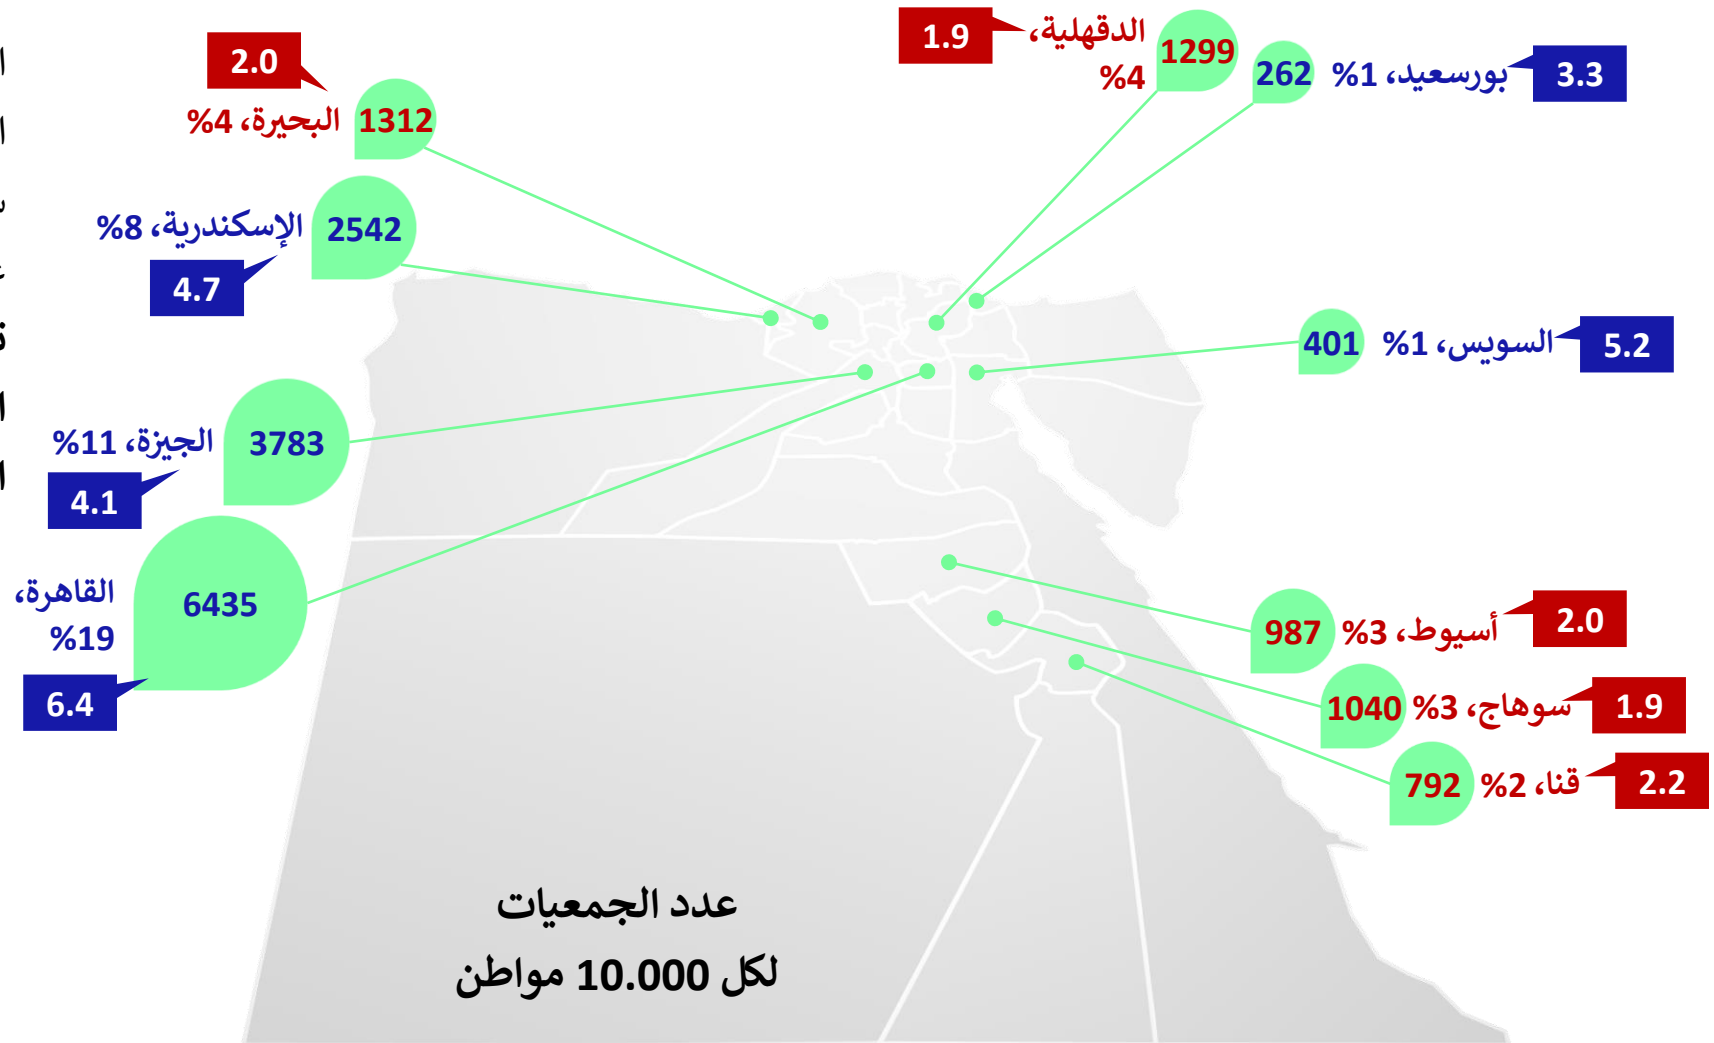 1.9
الدقهلية،
%4
1299
262
بورسعيد، 1%
3.3
2.0
البحيرة، 4%
1312
الإسكندرية، 8%
2542
4.7
401
السويس، 1%
5.2
الجيزة، 11%
3783
4.1
القاهرة،
%19
6435
6.4
987
أسيوط، 3%
2.0
1040
سوهاج، 3%
1.9
792
قنا، 2%
2.2
عدد الجمعيات
لكل 10.000 مواطن